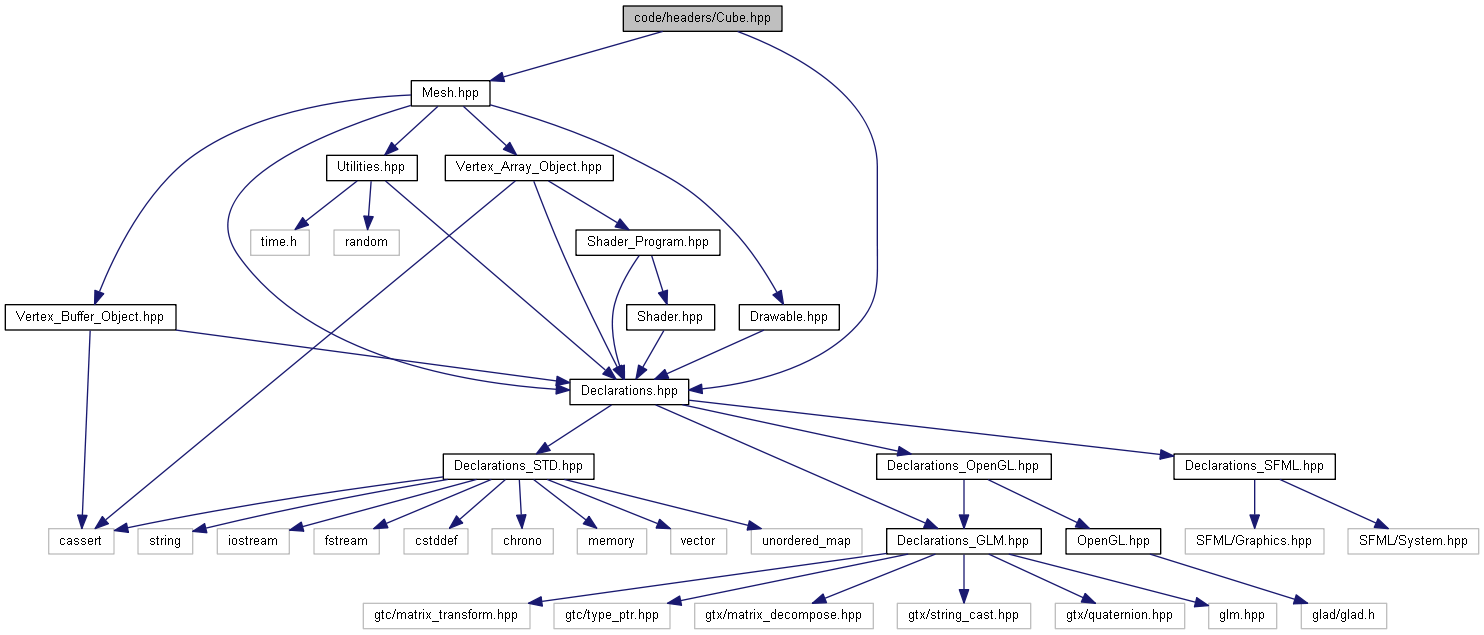 code/headers/Cube.hpp
Mesh.hpp
Utilities.hpp
Vertex_Array_Object.hpp
time.h
random
Shader_Program.hpp
Vertex_Buffer_Object.hpp
Shader.hpp
Drawable.hpp
Declarations.hpp
Declarations_STD.hpp
Declarations_OpenGL.hpp
Declarations_SFML.hpp
cassert
string
iostream
fstream
cstddef
chrono
memory
vector
unordered_map
Declarations_GLM.hpp
OpenGL.hpp
SFML/Graphics.hpp
SFML/System.hpp
gtc/matrix_transform.hpp
gtc/type_ptr.hpp
gtx/matrix_decompose.hpp
gtx/string_cast.hpp
gtx/quaternion.hpp
glm.hpp
glad/glad.h